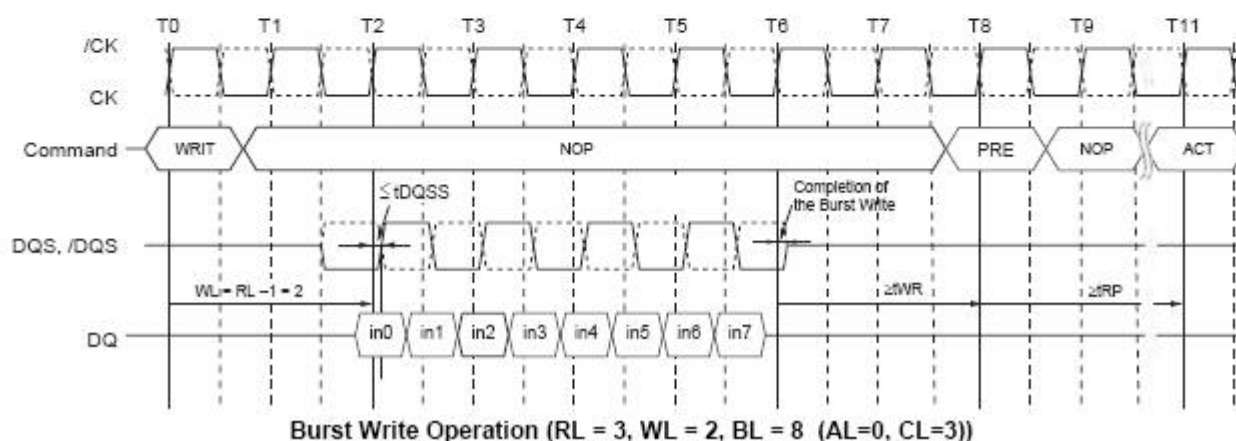 T0 T1 T2 T3 T4 T5 T6 T7 T8 T9 T11
/CK
CK
Command WRIT NOP PRE NOP ACT
≤ tDQSS
Completion of
the Burst Write
DQS, /DQS
WL = RL –1 = 2
≥tWR ≥tRP
DQ in0 in1 in2 in3 in4 in5 in6 in7
Burst Write Operation (RL = 3, WL = 2, BL = 8 (AL=0, CL=3))